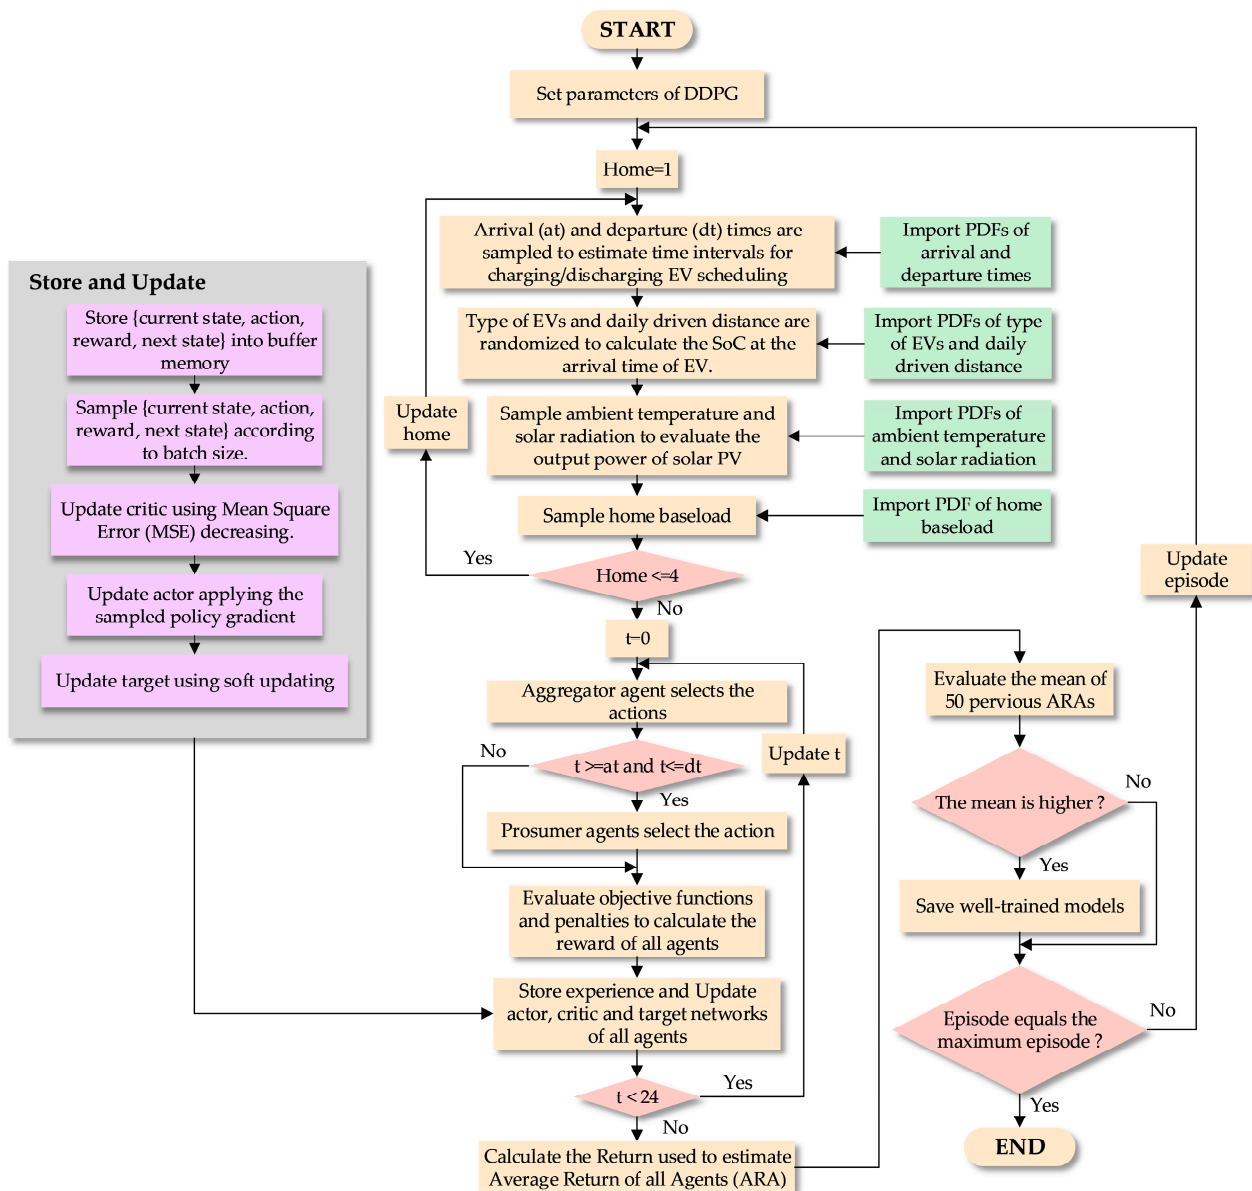 START
Set parameters of DDPG
Home=1
Arrival (at) and departure (dt) times are
sampled to estimate time intervals for
charging/discharging EV scheduling
Import PDFs of
arrival and
departure times
Type of EVs and daily driven distance are
randomized to calculate the SoC at the
arrival time of EV.
Import PDFs of type
of EVs and daily
driven distance
Update
home
Sample ambient temperature and
solar radiation to evaluate the
output power of solar PV
Import PDFs of
ambient temperature
and solar radiation
Sample home baseload
Import PDF of home
baseload
Yes
Home <=4
No
Store and Update
Store {current state, action,
reward, next state} into buffer
memory
Sample {current state, action,
reward, next state} according
to batch size.
Update critic using Mean Square
Error (MSE) decreasing.
Update actor applying the
sampled policy gradient
Update target using soft updating
t=0
Aggregator agent selects the
actions
No
t >=at and t<=dt
Yes
Update t
Prosumer agents select the action
Evaluate objective functions
and penalties to calculate the
reward of all agents
Store experience and Update
actor, critic and target networks
of all agents
t < 24
Yes
No
Calculate the Return used to estimate
Average Return of all Agents (ARA)
Update
episode
Evaluate the mean of
50 pervious ARAs
The mean is higher ?
No
Yes
Save well-trained models
Episode equals the
maximum episode ?
No
Yes
END